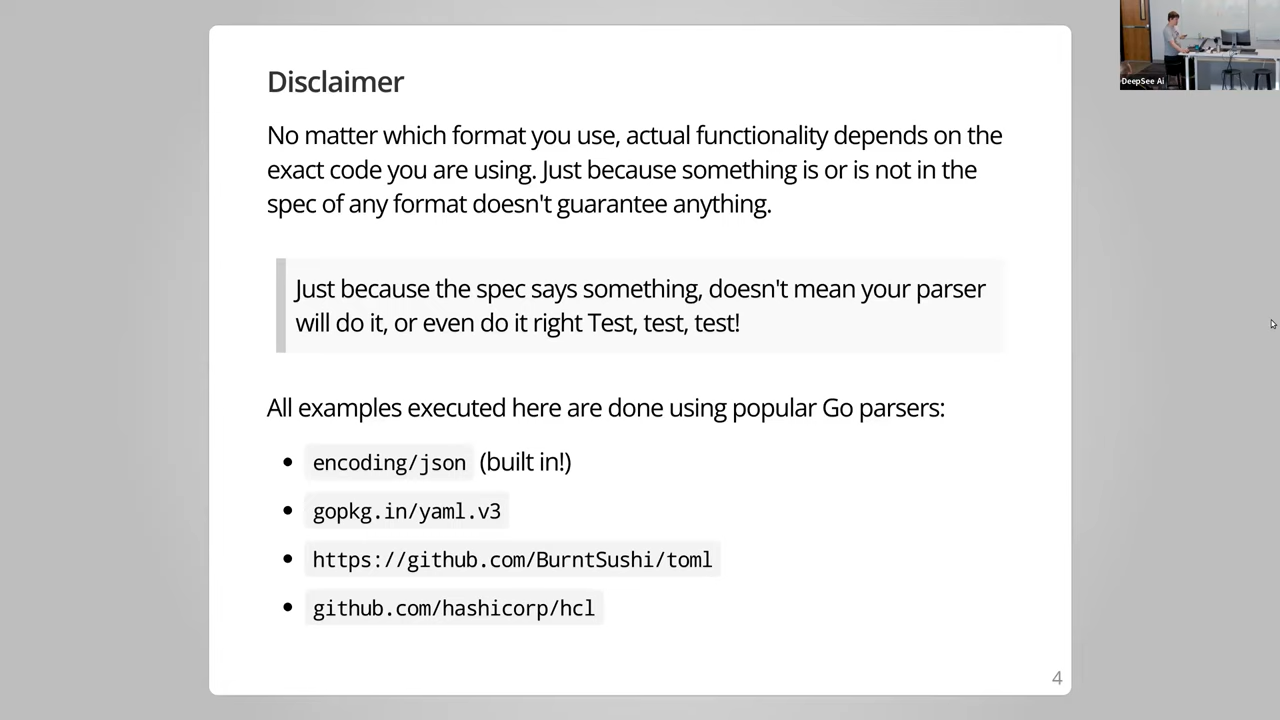 DeepSee Ai
Disclaimer
No matter which format you use, actual functionality depends on the
exact code you are using. Just because something is or is not in the
spec of any format doesn't guarantee anything.
Just because the spec says something, doesn't mean your parser
will do it, or even do it right Test, test, test!
All examples executed here are done using popular Go parsers:
• encoding/json (built in!)
• gopkg.in/yaml.v3
• https://github.com/BurntSushi/toml
• github.com/hashicorp/hcl
4